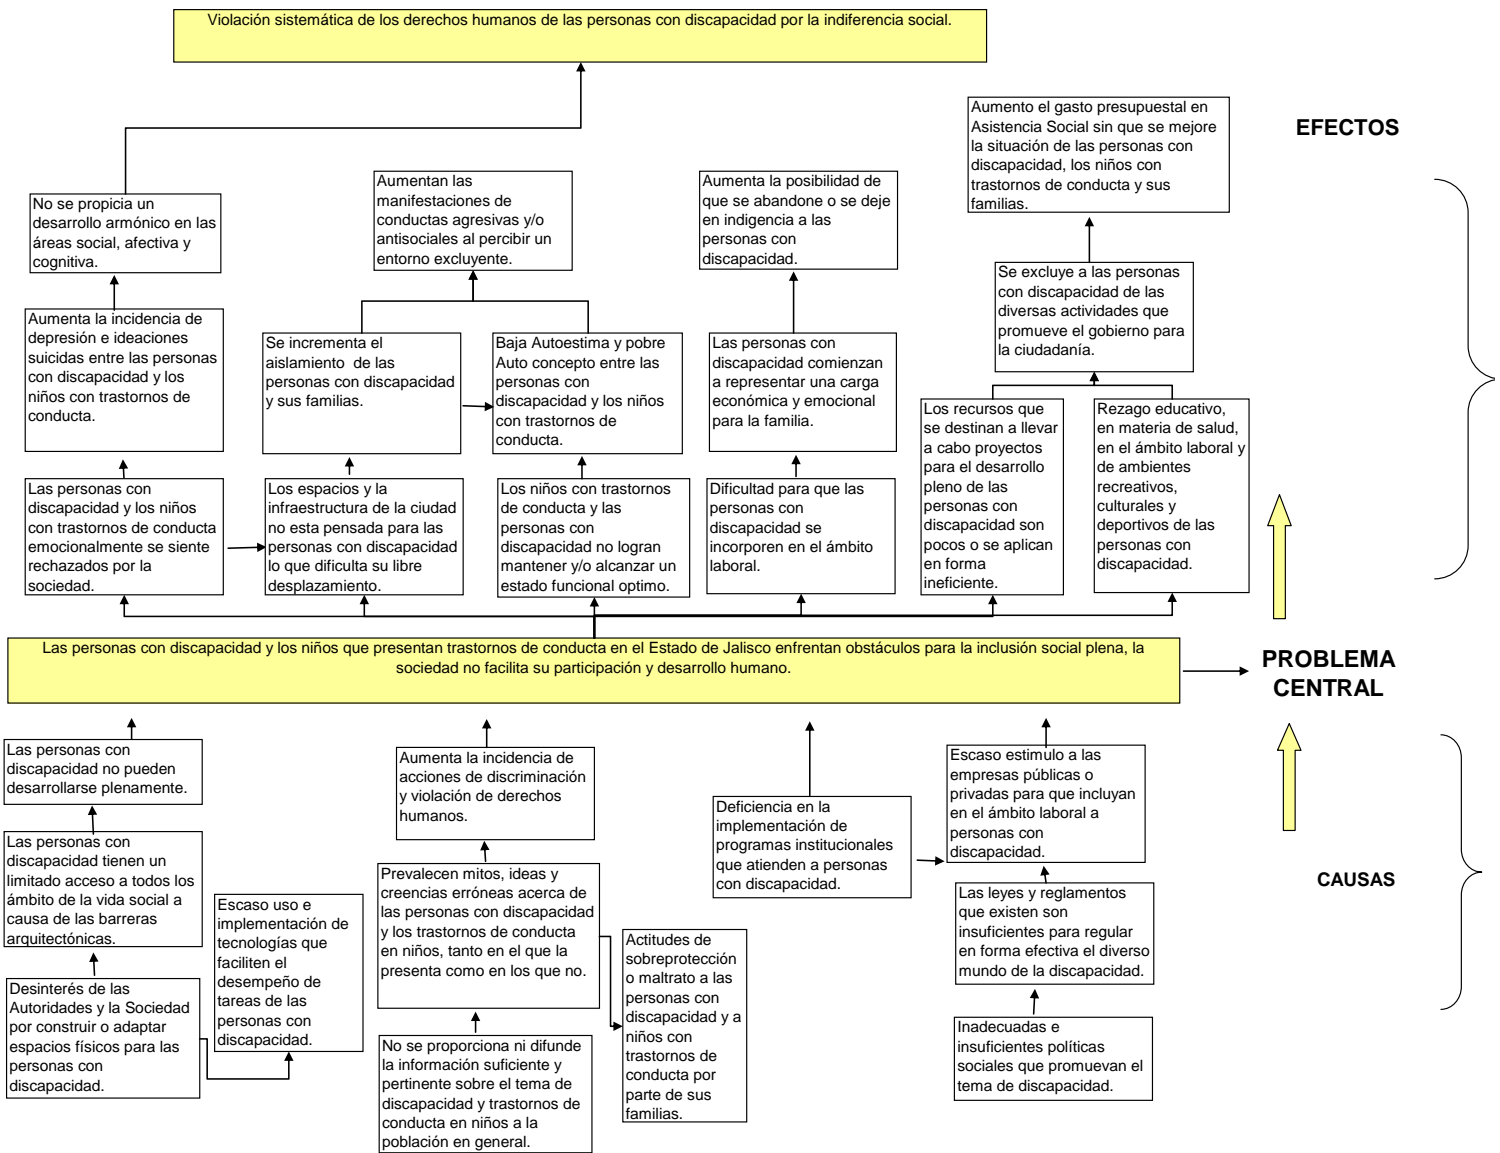 Violación sistemática de los derechos humanos de las personas con discapacidad por la indiferencia social.
Aumento el gasto presupuestal en
Asistencia Social sin que se mejore
la situación de las personas con
discapacidad, los niños con
trastornos de conducta y sus
familias.
EFECTOS
No se propicia un
desarrollo armónico en las
áreas social, afectiva y
cognitiva.
Aumentan las
manifestaciones de
conductas agresivas y/o
antisociales al percibir un
entorno excluyente.
Aumenta la posibilidad de
que se abandone o se deje
en indigencia a las
personas con
discapacidad.
Se excluye a las personas
con discapacidad de las
diversas actividades que
promueve el gobierno para
la ciudadanía.
Aumenta la incidencia de
depresión e ideaciones
suicidas entre las personas
con discapacidad y los
niños con trastornos de
conducta.
Se incrementa el
aislamiento de las
personas con discapacidad
y sus familias.
Baja Autoestima y pobre
Auto concepto entre las
personas con
discapacidad y los niños
con trastornos de
conducta.
Las personas con
discapacidad comienzan
a representar una carga
económica y emocional
para la familia.
Los recursos que
se destinan a llevar
a cabo proyectos
para el desarrollo
pleno de las
personas con
discapacidad son
pocos o se aplican
en forma
ineficiente.
Rezago educativo,
en materia de salud,
en el ámbito laboral y
de ambientes
recreativos,
culturales y
deportivos de las
personas con
discapacidad.
Las personas con
discapacidad y los niños
con trastornos de conducta
emocionalmente se siente
rechazados por la
sociedad.
Los espacios y la
infraestructura de la ciudad
no esta pensada para las
personas con discapacidad
lo que dificulta su libre
desplazamiento.
Los niños con trastornos
de conducta y las
personas con
discapacidad no logran
mantener y/o alcanzar un
estado funcional optimo.
Dificultad para que las
personas con
discapacidad se
incorporen en el ámbito
laboral.
Las personas con discapacidad y los niños que presentan trastornos de conducta en el Estado de Jalisco enfrentan obstáculos para la inclusión social plena, la
sociedad no facilita su participación y desarrollo humano.
PROBLEMA
CENTRAL
Las personas con
discapacidad no pueden
desarrollarse plenamente.
Aumenta la incidencia de
acciones de discriminación
y violación de derechos
humanos.
Deficiencia en la
implementación de
programas institucionales
que atienden a personas
con discapacidad.
Escaso estimulo a las
empresas públicas o
privadas para que incluyan
en el ámbito laboral a
personas con
discapacidad.
CAUSAS
Las personas con
discapacidad tienen un
limitado acceso a todos los
ámbito de la vida social a
causa de las barreras
arquitectónicas.
Escaso uso e
implementación de
tecnologías que
faciliten el
desempeño de
tareas de las
personas con
discapacidad.
Prevalecen mitos, ideas y
creencias erróneas acerca de
las personas con discapacidad
y los trastornos de conducta
en niños, tanto en el que la
presenta como en los que no.
Actitudes de
sobreprotección
o maltrato a las
personas con
discapacidad y a
niños con
trastornos de
conducta por
parte de sus
familias.
Las leyes y reglamentos
que existen son
insuficientes para regular
en forma efectiva el diverso
mundo de la discapacidad.
Desinterés de las
Autoridades y la Sociedad
por construir o adaptar
espacios físicos para las
personas con
discapacidad.
No se proporciona ni difunde
la información suficiente y
pertinente sobre el tema de
discapacidad y trastornos de
conducta en niños a la
población en general.
Inadecuadas e
insuficientes políticas
sociales que promuevan el
tema de discapacidad.